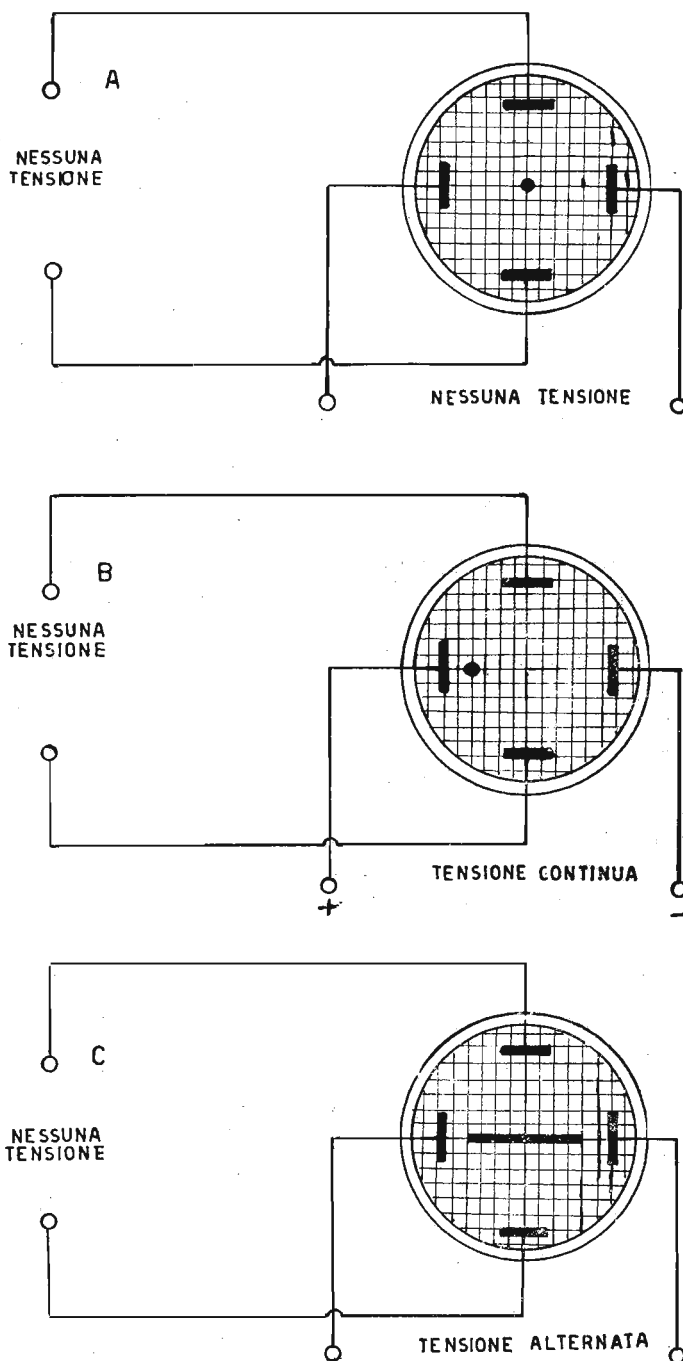 A
NESSUNA
TENSIONE
NESSUNA TENSIONE
B
NESSUNA
TENSIONE
TENSIONE CONTINUA
+ -
C
NESSUNA
TENSIONE
TENSIONE ALTERNATA